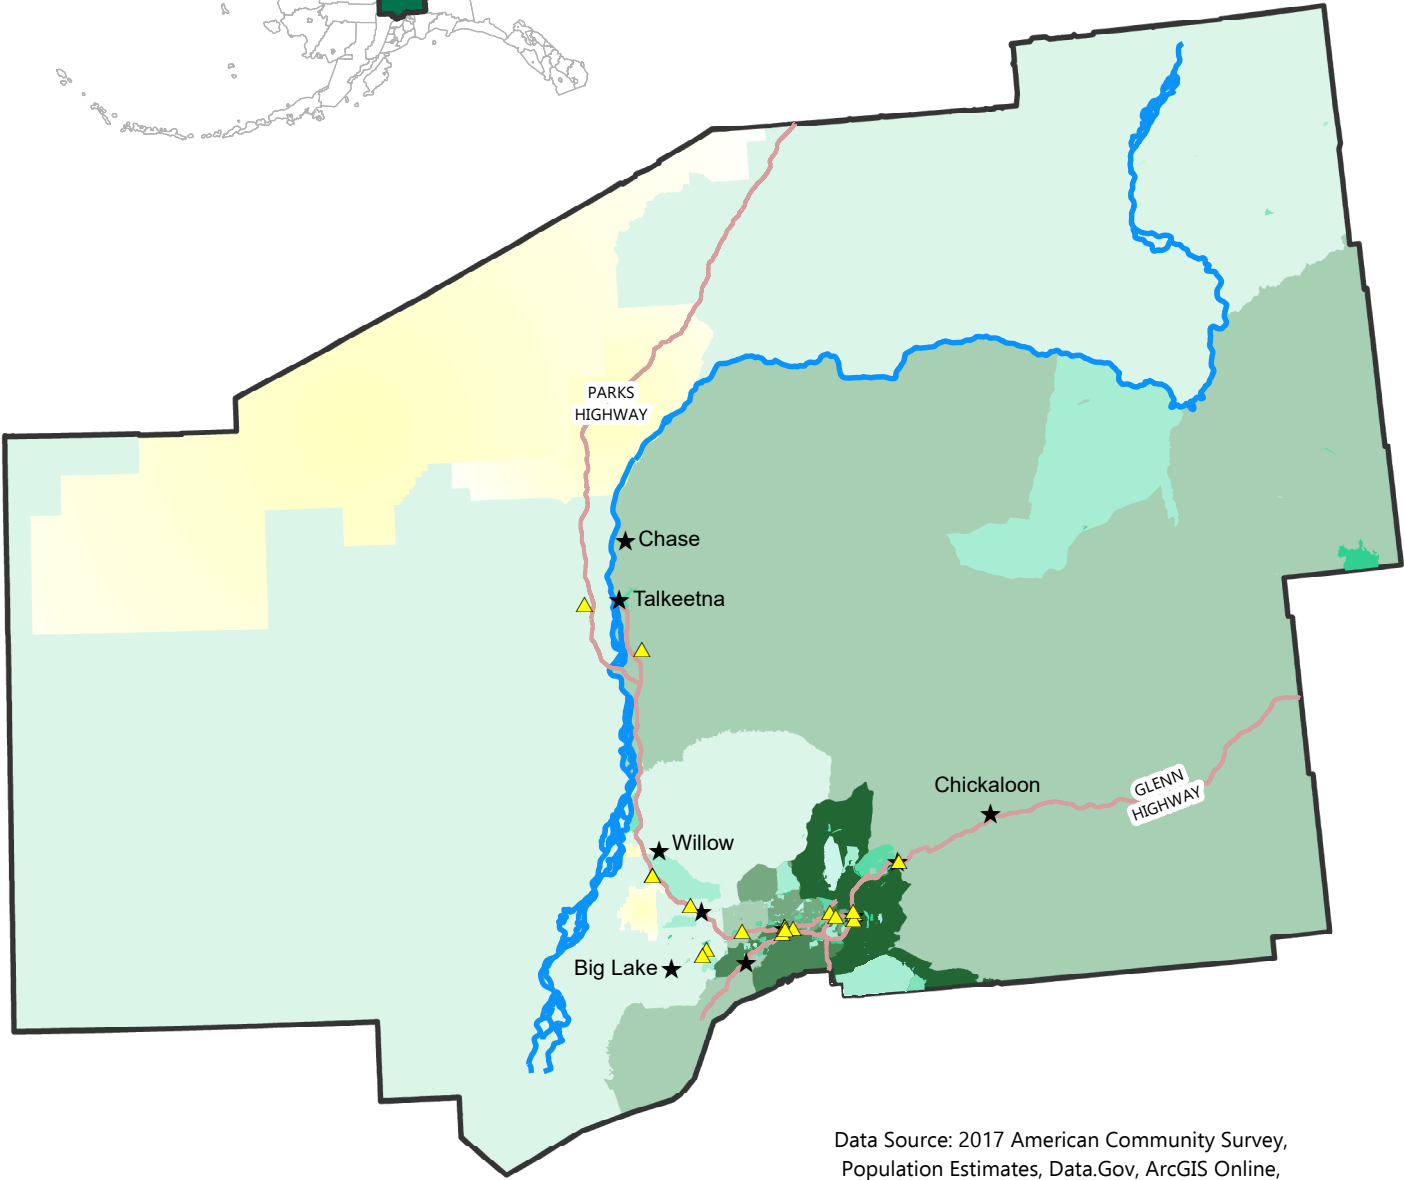 PARKS
HIGHWAY
Chase
Talkeetna
Chickaloon
GLENN
HIGHWAY
Willow
Big Lake
Data Source: 2017 American Community Survey,
Population Estimates, Data.Gov, ArcGIS Online,